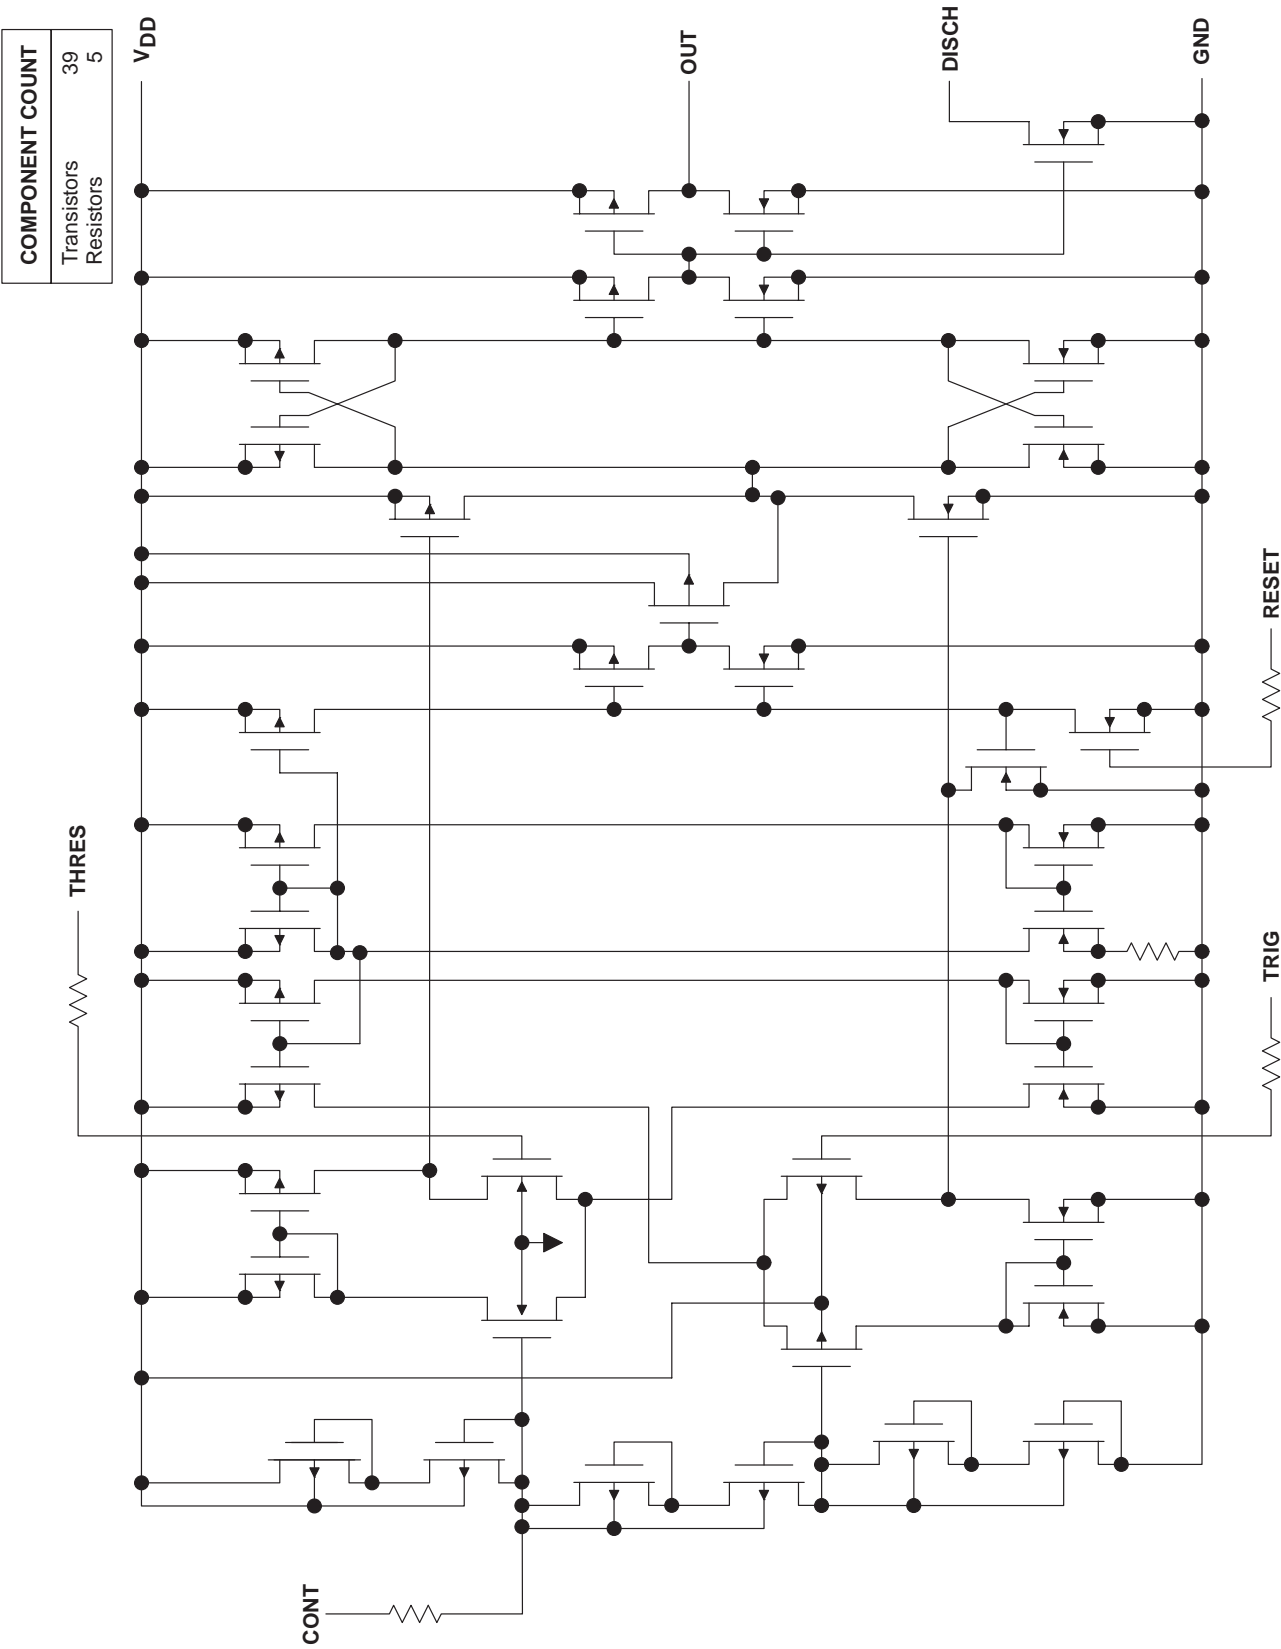 COMPONENT COUNT
Transistors 39
Resistors 5
VDD
OUT
DISCH
GND
RESET
THRES
TRIG
CONT